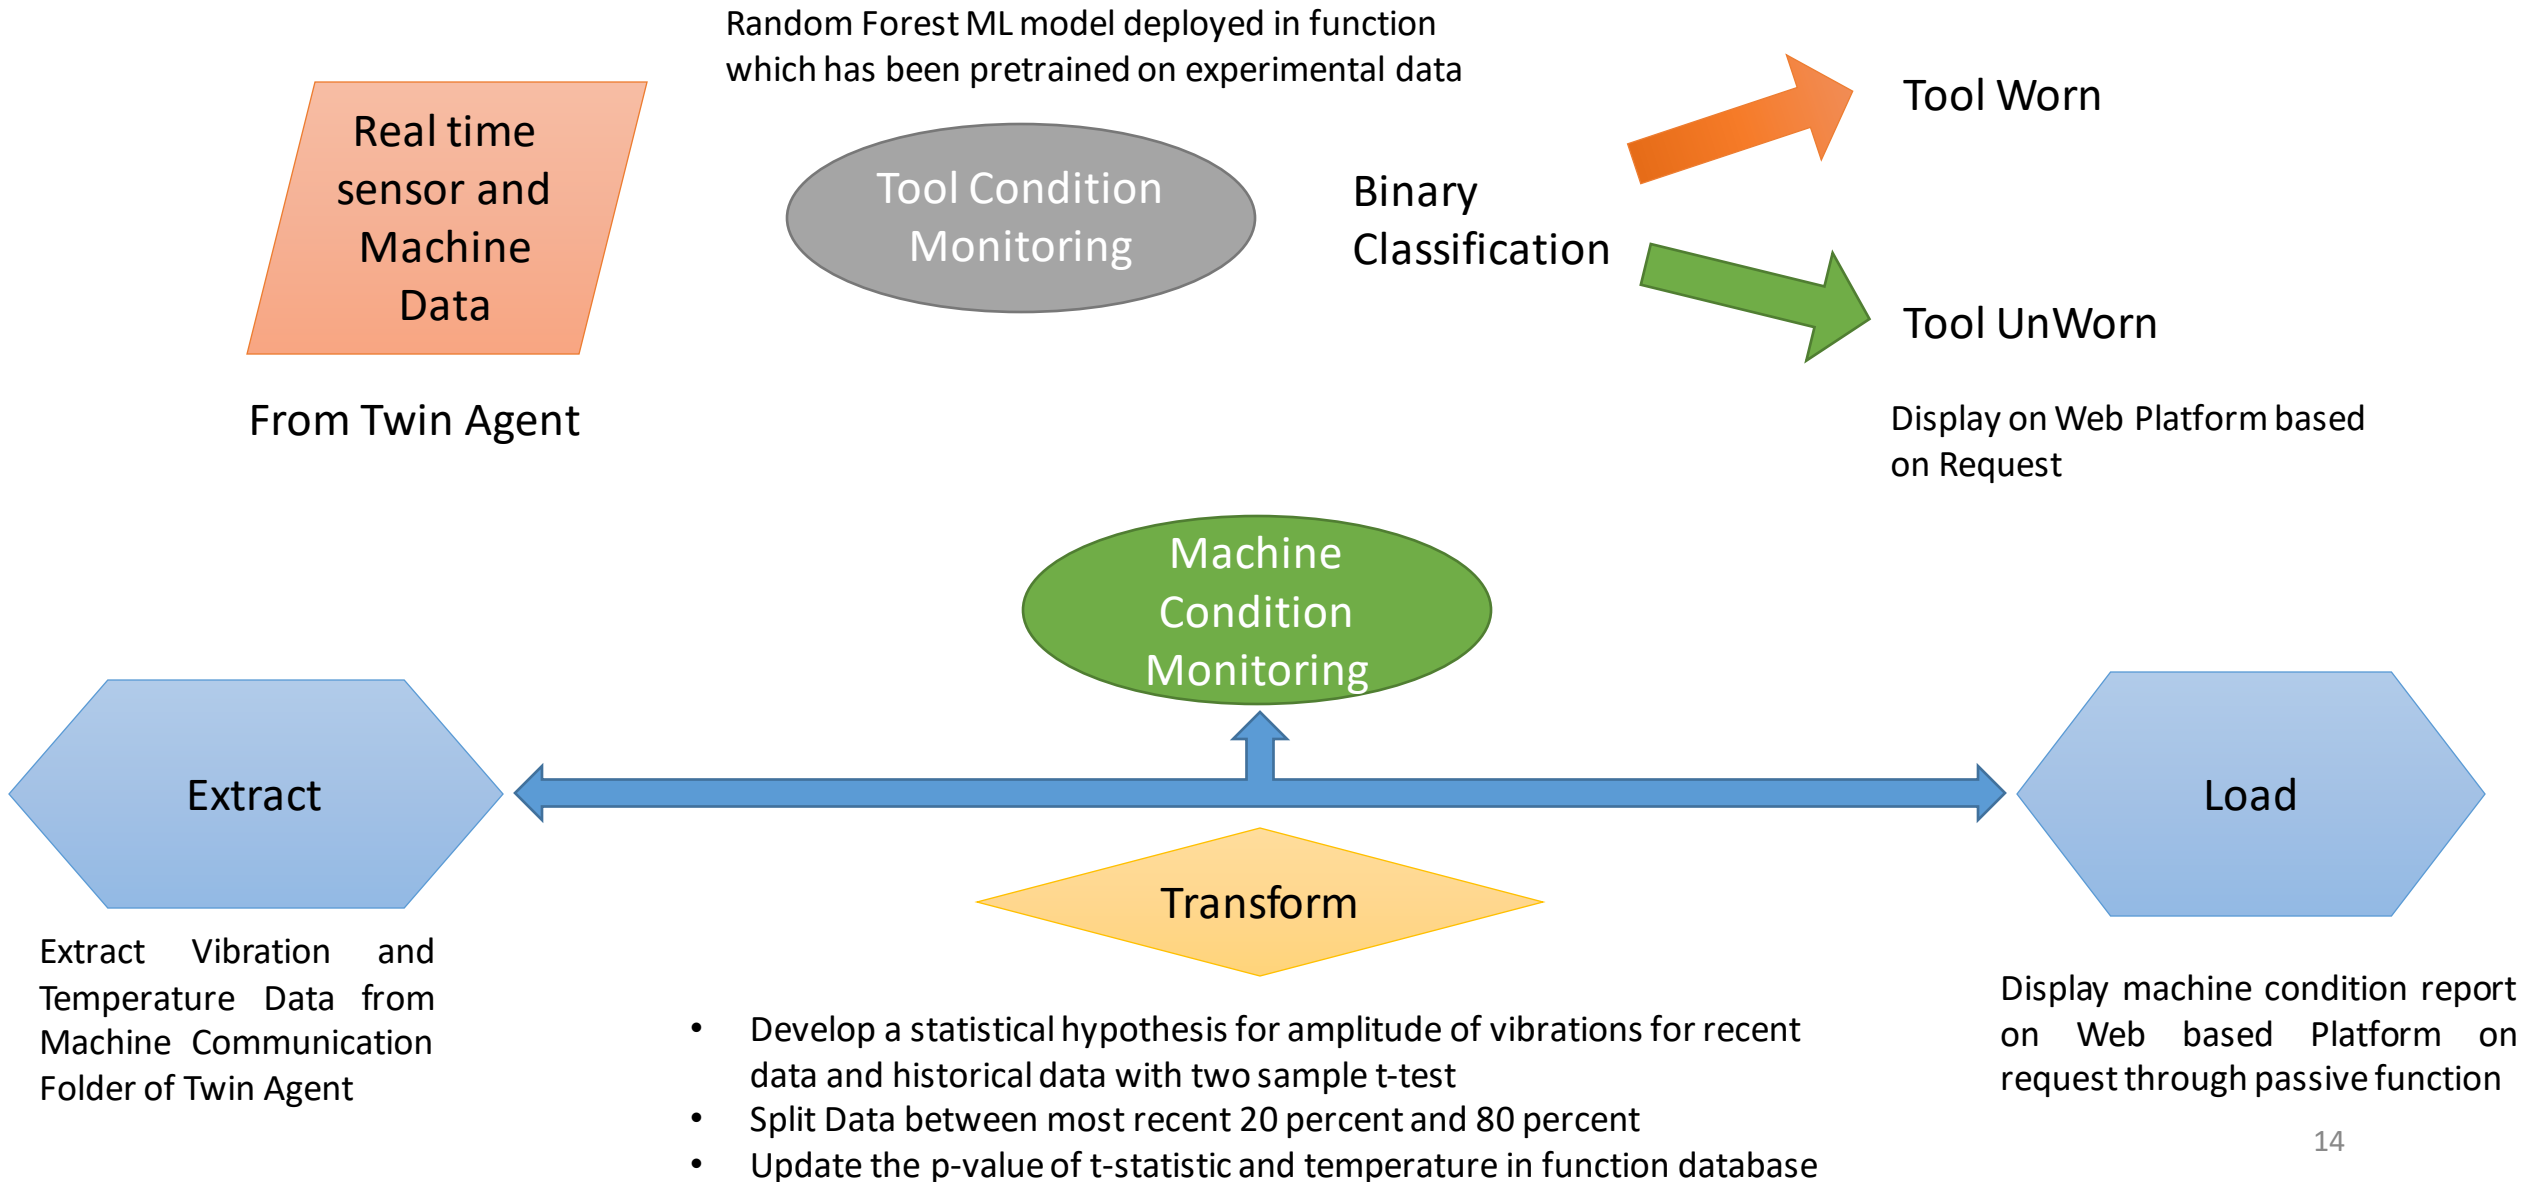 Random Forest ML model deployed in function
which has been pretrained on experimental data
Real time
sensor and
Machine
Data
From Twin Agent
Tool Condition
Monitoring
Binary
Classification
Tool Worn
Tool UnWorn
Display on Web Platform based
on Request
Machine
Condition
Monitoring
Extract
Extract Vibration and
Temperature Data from
Machine Communication
Folder of Twin Agent
Transform
• Develop a statistical hypothesis for amplitude of vibrations for recent
data and historical data with two sample t-test
• Split Data between most recent 20 percent and 80 percent
• Update the p-value of t-statistic and temperature in function database
Load
Display machine condition report
on Web based Platform on
request through passive function
14